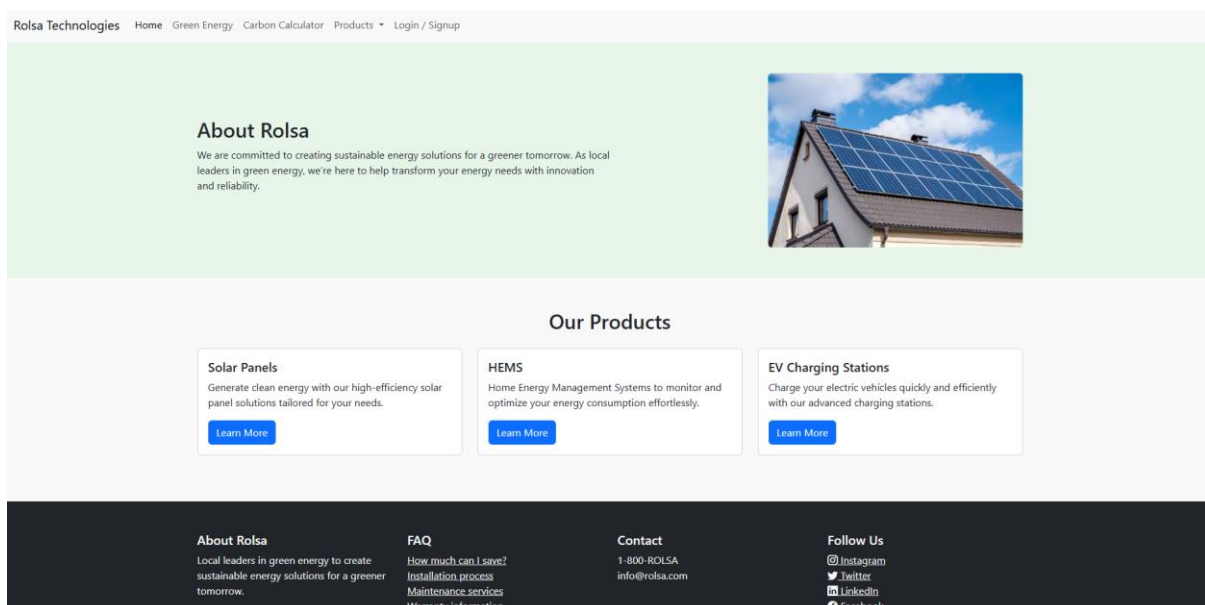 Rolsa Technologies Home Green Energy Carbon Calculator Products Login / Signup
About Rolsa
We are committed to creating sustainable energy solutions for a greener tomorrow. As local
leaders in green energy, we're here to help transform your energy needs with innovation
and reliability.
Our Products
Solar Panels
Generate clean energy with our high-efficiency solar
panel solutions tailored for your needs.
Learn More
HEMS
Home Energy Management Systems to monitor and
optimize your energy consumption effortlessly.
Learn More
EV Charging Stations
Charge your electric vehicles quickly and efficiently
with our advanced charging stations.
Learn More
About Rolsa
Local leaders in green energy to create
sustainable energy solutions for a greener
tomorrow.
FAQ
How much can I save?
Installation process
Maintenance services
Warranty information
Contact
1-800-ROLSA
info@rolsa.com
Follow Us
Instagram
Twitter
LinkedIn
Facebook